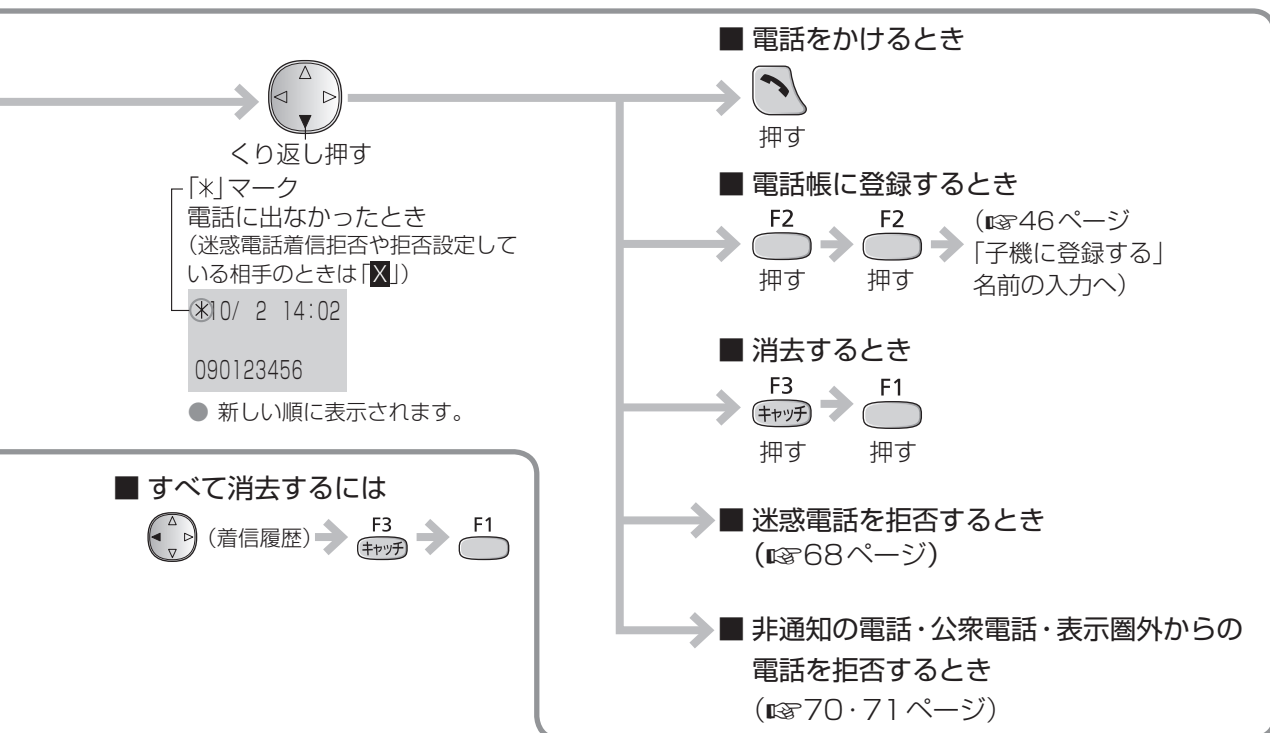 くり返し押す
「＊」マーク
電話に出なかったとき
（迷惑電話着信拒否や拒否設定して
いる相手のときは「X」）
＊10/ 2 14:02
090123456
● 新しい順に表示されます。
■ すべて消去するには
（着信履歴）
F3
キャッチ
F1
■ 電話をかけるとき
押す
■ 電話帳に登録するとき
F2
押す
F2
押す
（☞46ページ
「子機に登録する」
名前の入力へ）
■ 消去するとき
F3
キャッチ
押す
F1
押す
■ 迷惑電話を拒否するとき
（☞68ページ）
■ 非通知の電話・公衆電話・表示圏外からの
電話を拒否するとき
（☞70・71ページ）